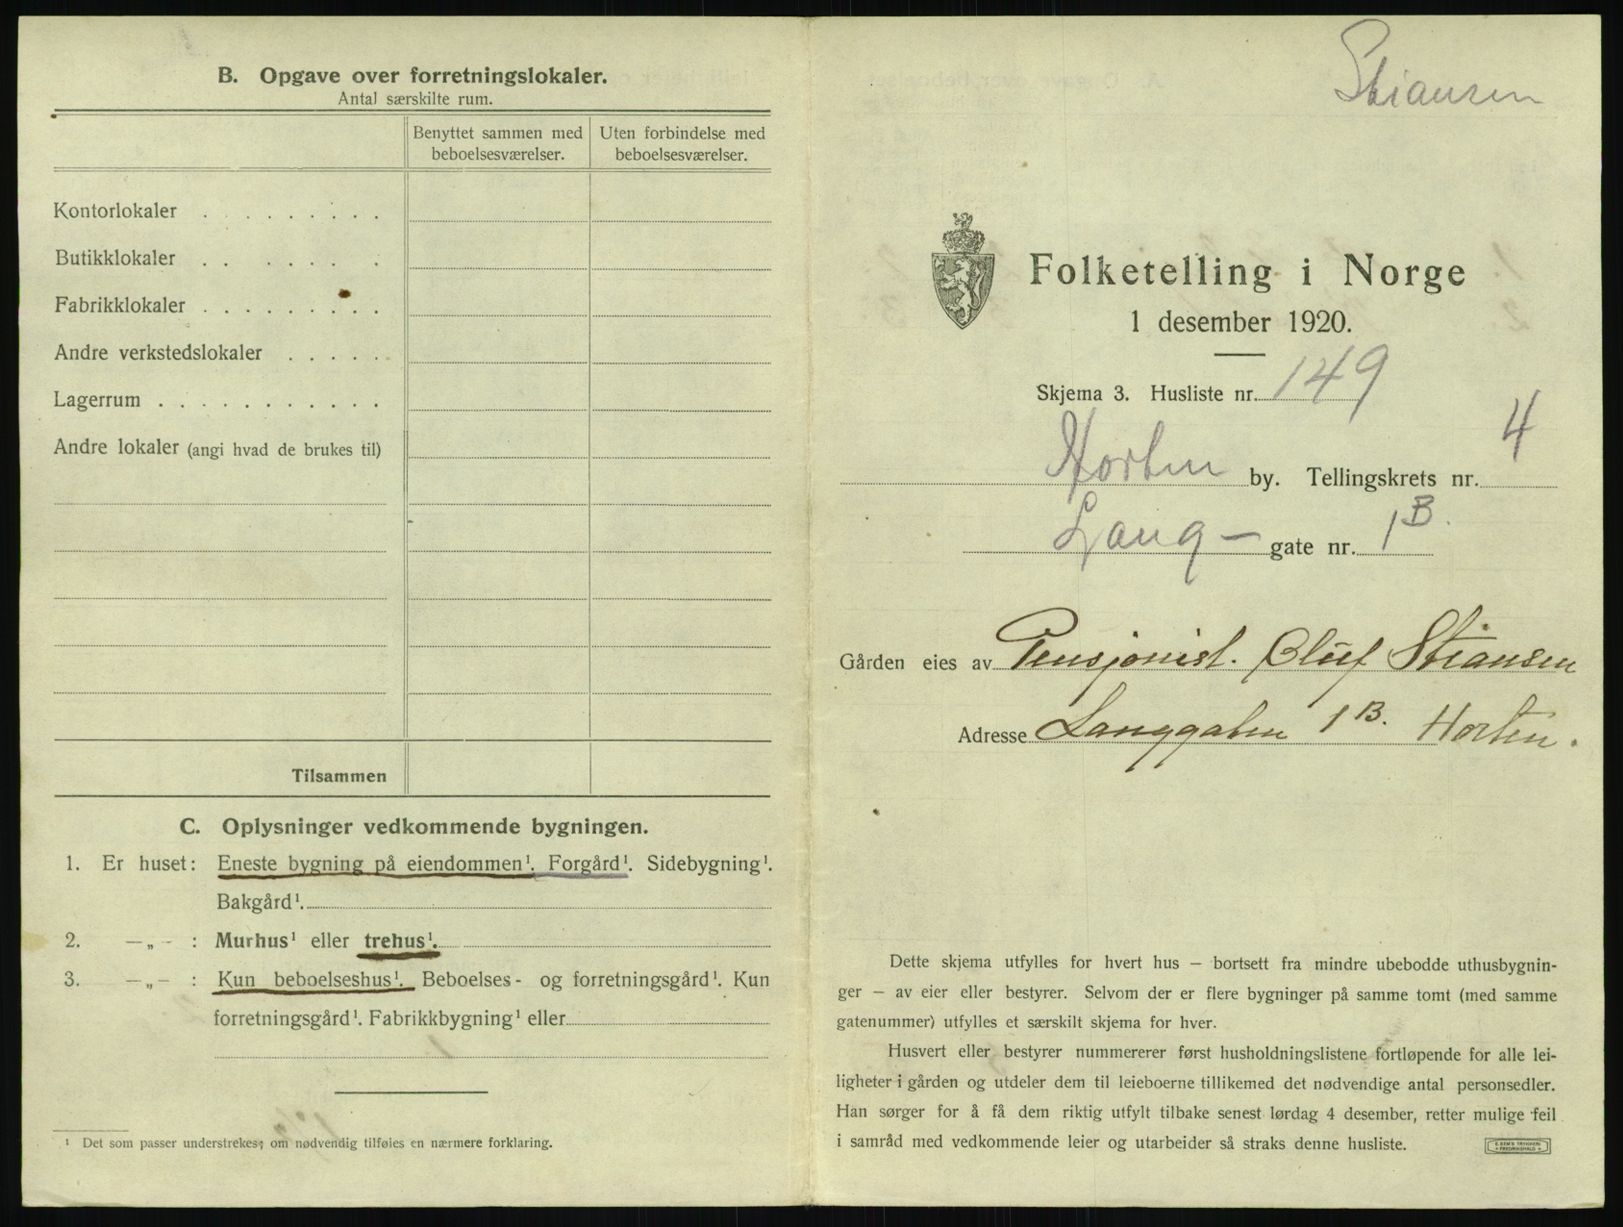 B. Opgave over forretningslokaler.
Antal særskilte rum.
Benyttet sammen med beboelsesværelser.
Uten forbindelse med beboelsesværelser.
Kontorlokaler . . . . . . . . .
Butikklokaler . . . . . . .
Fabrikklokaler . . . . . . . . .
Andre verkstedslokaler . . . . .
Lagerrum . . . . . . . . . . .
Andre lokaler (angi hvad de brukes til)
Tilsammen
C. Oplysninger vedkommende bygningen.
1. Er huset: Eneste bygning på eiendommen¹. Forgård¹. Sidebygning¹.
Bakgård¹.
2. —„— : Murhus¹ eller trehus¹.
3. —„— : Kun beboelseshus¹. Beboelses- og forretningsgård¹. Kun
forretningsgård¹. Fabrikkbygning¹ eller
¹ Det som passer understrekes; om nødvendig tilføies en nærmere forklaring.
Stiansen
Folketelling i Norge
1 desember 1920.
Skjema 3. Husliste nr. 149
Horten by. Tellingskrets nr. 4
Lang- gate nr. 1B.
Gården eies av Pensjonist. Oluf Stiansen
Adresse Langgaten 1B. Horten.
Dette skjema utfylles for hvert hus — bortsett fra mindre ubebodde uthusbygnin-
ger — av eier eller bestyrer. Selvom der er flere bygninger på samme tomt (med samme
gatenummer) utfylles et særskilt skjema for hver.
Husvert eller bestyrer nummererer først husholdningslistene fortløpende for alle lei-
ligheter i gården og utdeler dem til leieboerne tillikemed det nødvendige antal personsedler.
Han sørger for å få dem riktig utfylt tilbake senest lørdag 4 desember, retter mulige feil
i samråd med vedkommende leier og utarbeider så straks denne husliste.